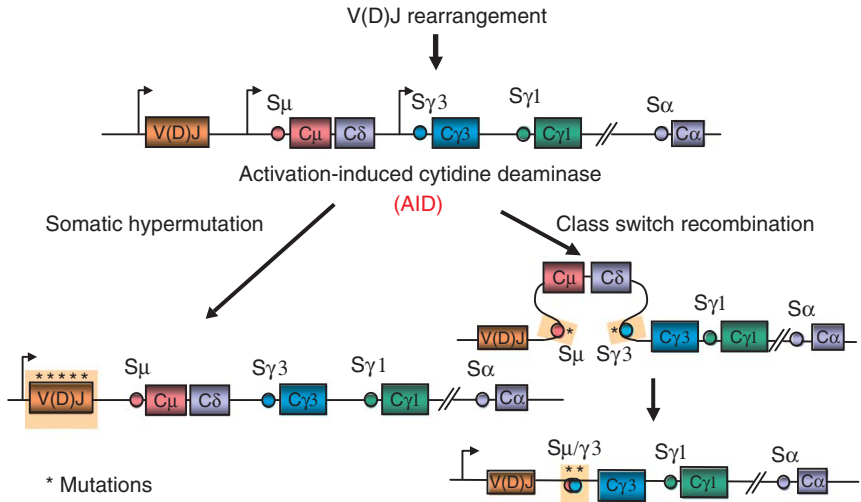 V(D)J rearrangement
Sμ Sγ3 Sγ1 Sα
V(D)J Cμ Cδ Cγ3 Cγ1 Cα
Activation-induced cytidine deaminase
(AID)
Somatic hypermutation
Class switch recombination
Cμ Cδ
Sγ1 Sα
* *
V(D)J Cγ3 Cγ1 Cα
Sμ Sγ3
* * * * *
Sμ Sγ3 Sγ1 Sα
V(D)J Cμ Cδ Cγ3 Cγ1 Cα
Sμ/γ3 Sγ1 Sα
* *
V(D)J Cγ3 Cγ1 Cα
* Mutations